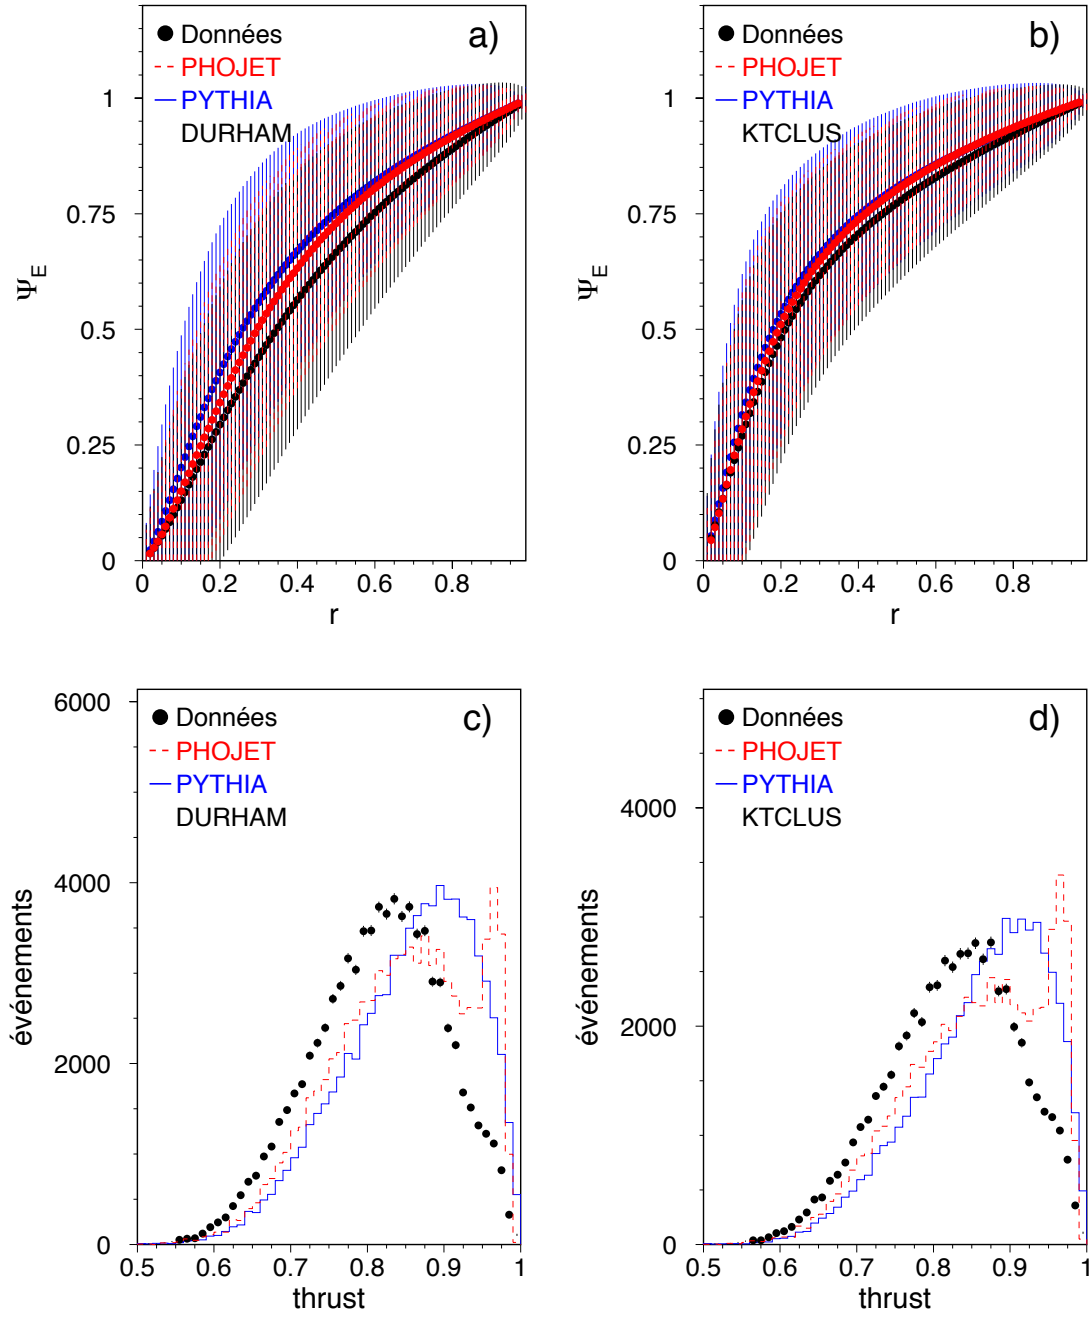 Données
PHOJET
PYTHIA
DURHAM
a)
1
0.75
0.5
0.25
0
Ψ_E
0 0.2 0.4 0.6 0.8
r
Données
PHOJET
PYTHIA
KTCLUS
b)
1
0.75
0.5
0.25
0
Ψ_E
0 0.2 0.4 0.6 0.8
r
Données
PHOJET
PYTHIA
DURHAM
c)
6000
4000
2000
0
événements
0.5 0.6 0.7 0.8 0.9 1
thrust
Données
PHOJET
PYTHIA
KTCLUS
d)
4000
2000
0
événements
0.5 0.6 0.7 0.8 0.9 1
thrust